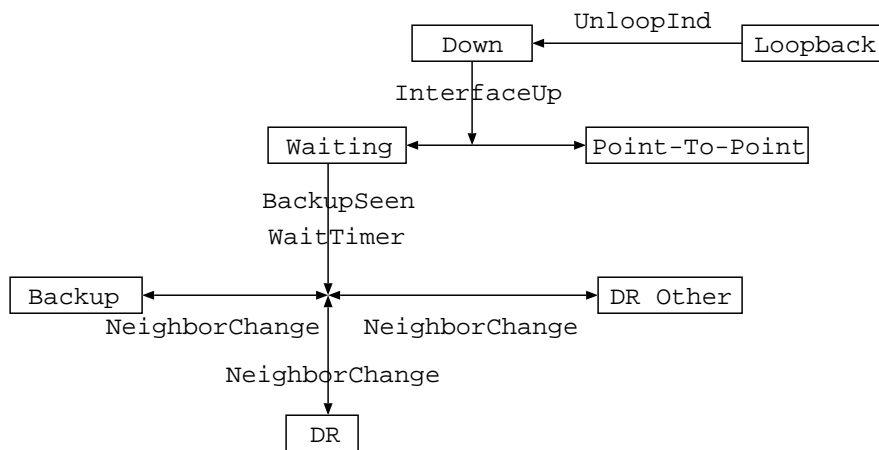 UnloopInd
Down
Loopback
InterfaceUp
Waiting
Point-To-Point
BackupSeen
WaitTimer
Backup
DR Other
NeighborChange
NeighborChange
NeighborChange
DR